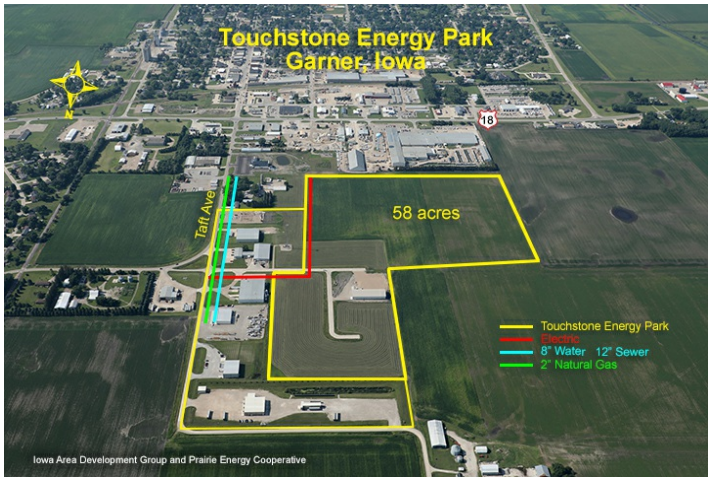 Touchstone Energy Park
Garner, Iowa
N
18
Taft Ave
58 acres
Touchstone Energy Park
Electric
8" Water 12" Sewer
2" Natural Gas
Iowa Area Development Group and Prairie Energy Cooperative